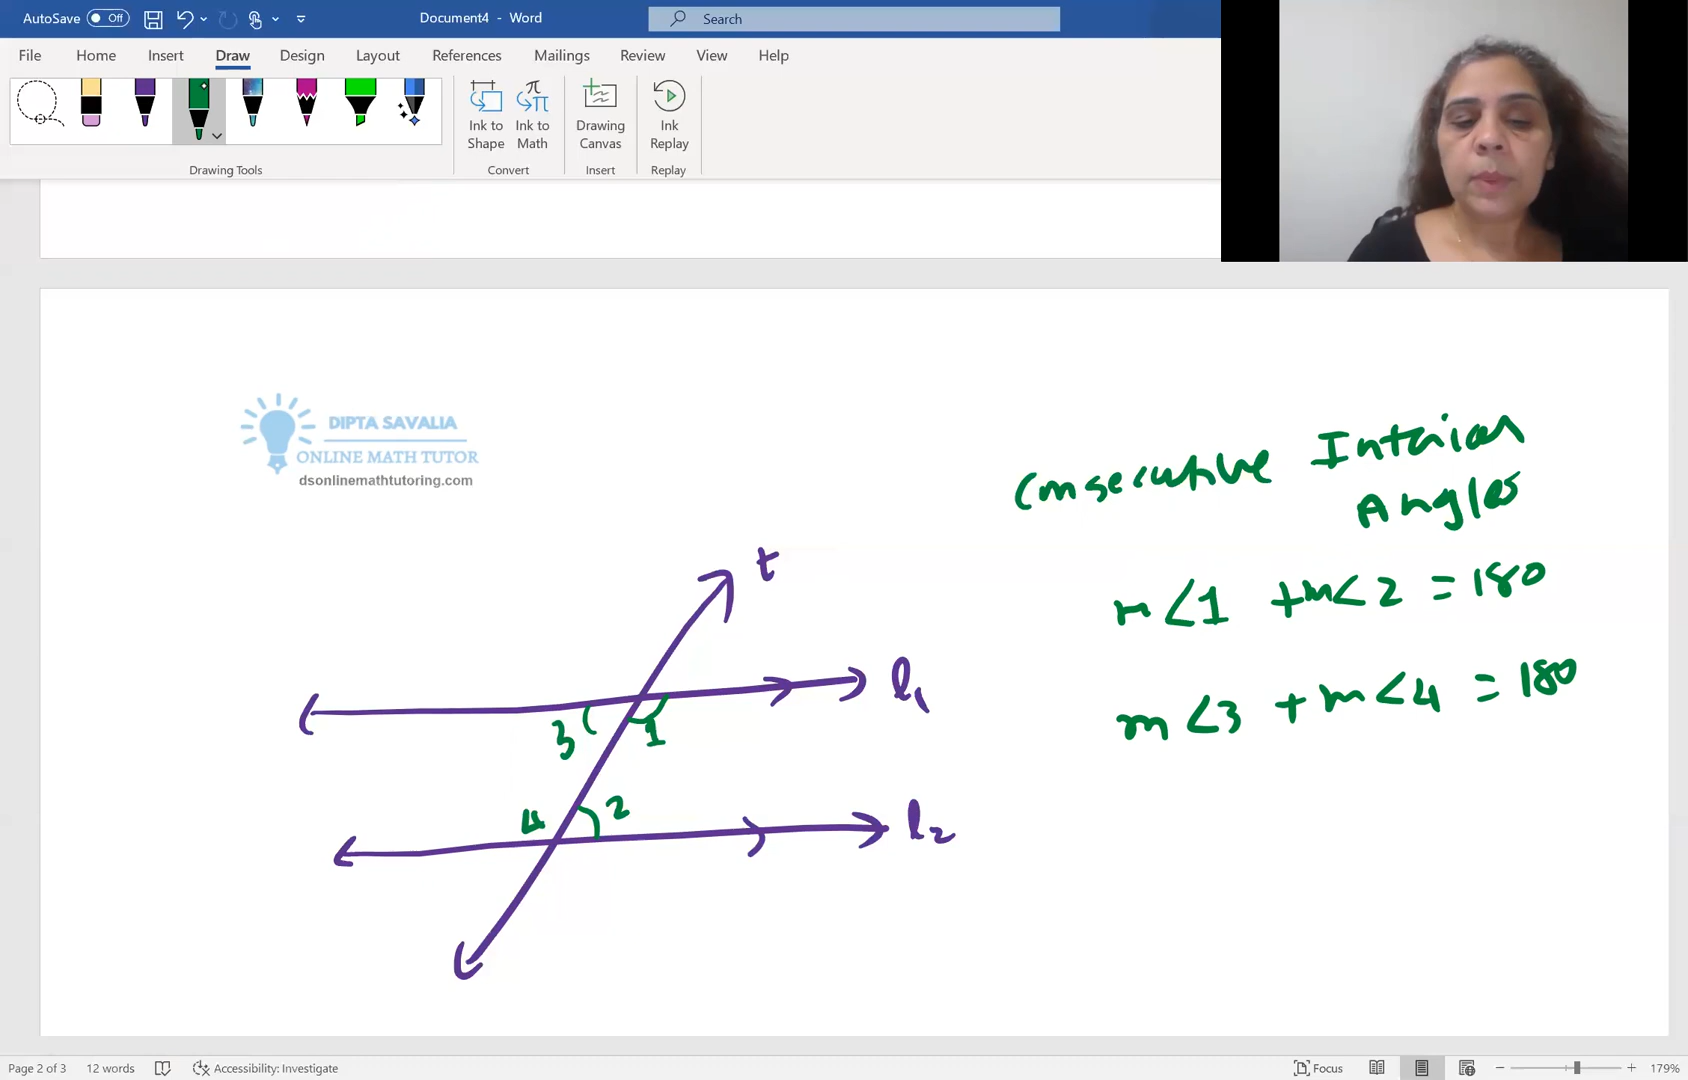 AutoSave Off Document4 - Word Search
File Home Insert Draw Design Layout References Mailings Review View Help
Ink to Shape
Ink to Math
Drawing Canvas
Ink Replay
Drawing Tools Convert Insert Replay
DIPTA SAVALIA
ONLINE MATH TUTOR
dsonlinemathtutoring.com
Consecutive Interior
Angles
t
m∠1 +m∠2 = 180
l₁
m∠3 + m∠4 = 180
3 1
4 2
l₂
Page 2 of 3 12 words Accessibility: Investigate Focus 179%